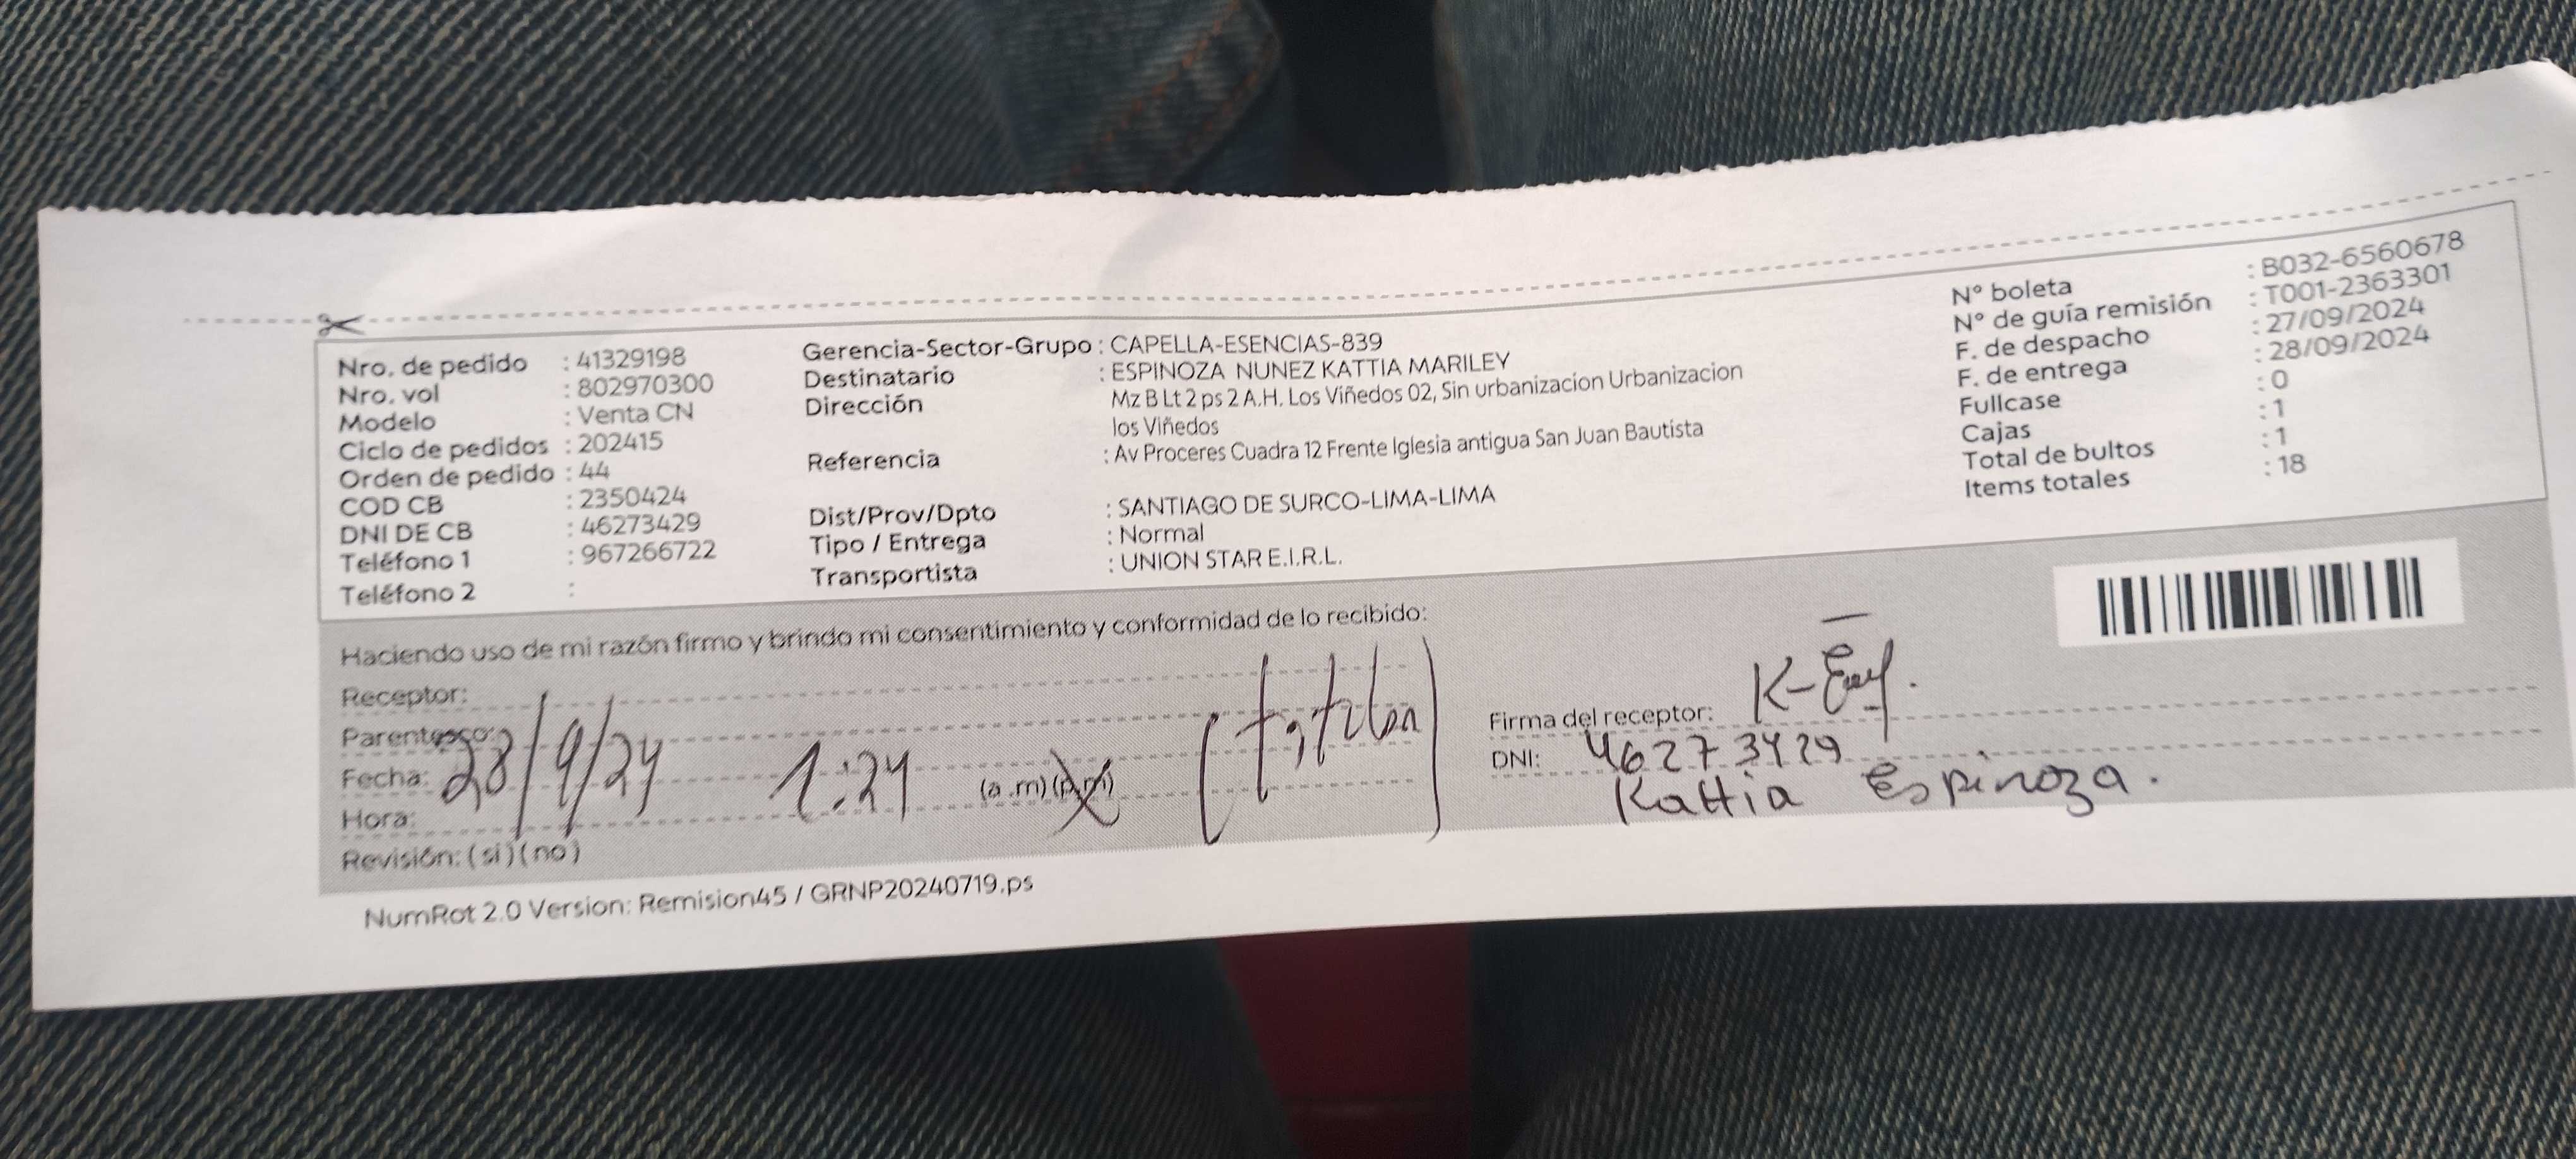 Nro. de pedido : 41329198
Nro. vol : 802970300
Modelo : Venta CN
Ciclo de pedidos : 202415
Orden de pedido : 44
COD CB : 2350424
DNI DE CB : 46273429
Teléfono 1 : 967266722
Teléfono 2 :
Gerencia-Sector-Grupo : CAPELLA-ESENCIAS-839
Destinatario : ESPINOZA NUNEZ KATTIA MARILEY
Dirección : Mz B Lt 2 ps 2 A.H. Los Viñedos 02, Sin urbanizacion Urbanizacion
los Viñedos
Referencia : Av Proceres Cuadra 12 Frente Iglesia antigua San Juan Bautista
Dist/Prov/Dpto : SANTIAGO DE SURCO-LIMA-LIMA
Tipo / Entrega : Normal
Transportista : UNION STAR E.I.R.L.
N° boleta : B032-6560678
N° de guía remisión : T001-2363301
F. de despacho : 27/09/2024
F. de entrega : 28/09/2024
Fullcase : 0
Cajas : 1
Total de bultos : 1
Items totales : 18
Haciendo uso de mi razón firmo y brindo mi consentimiento y conformidad de lo recibido:
Receptor:
Parentesco:
Fecha: 28/9/24
Hora: 1:24 (a.m)(p.m)
Revisión: (si)(no)
Firma del receptor:
DNI: 46273429
Kattia Espinoza.
NumRot 2.0 Version: Remision45 / GRNP20240719.ps